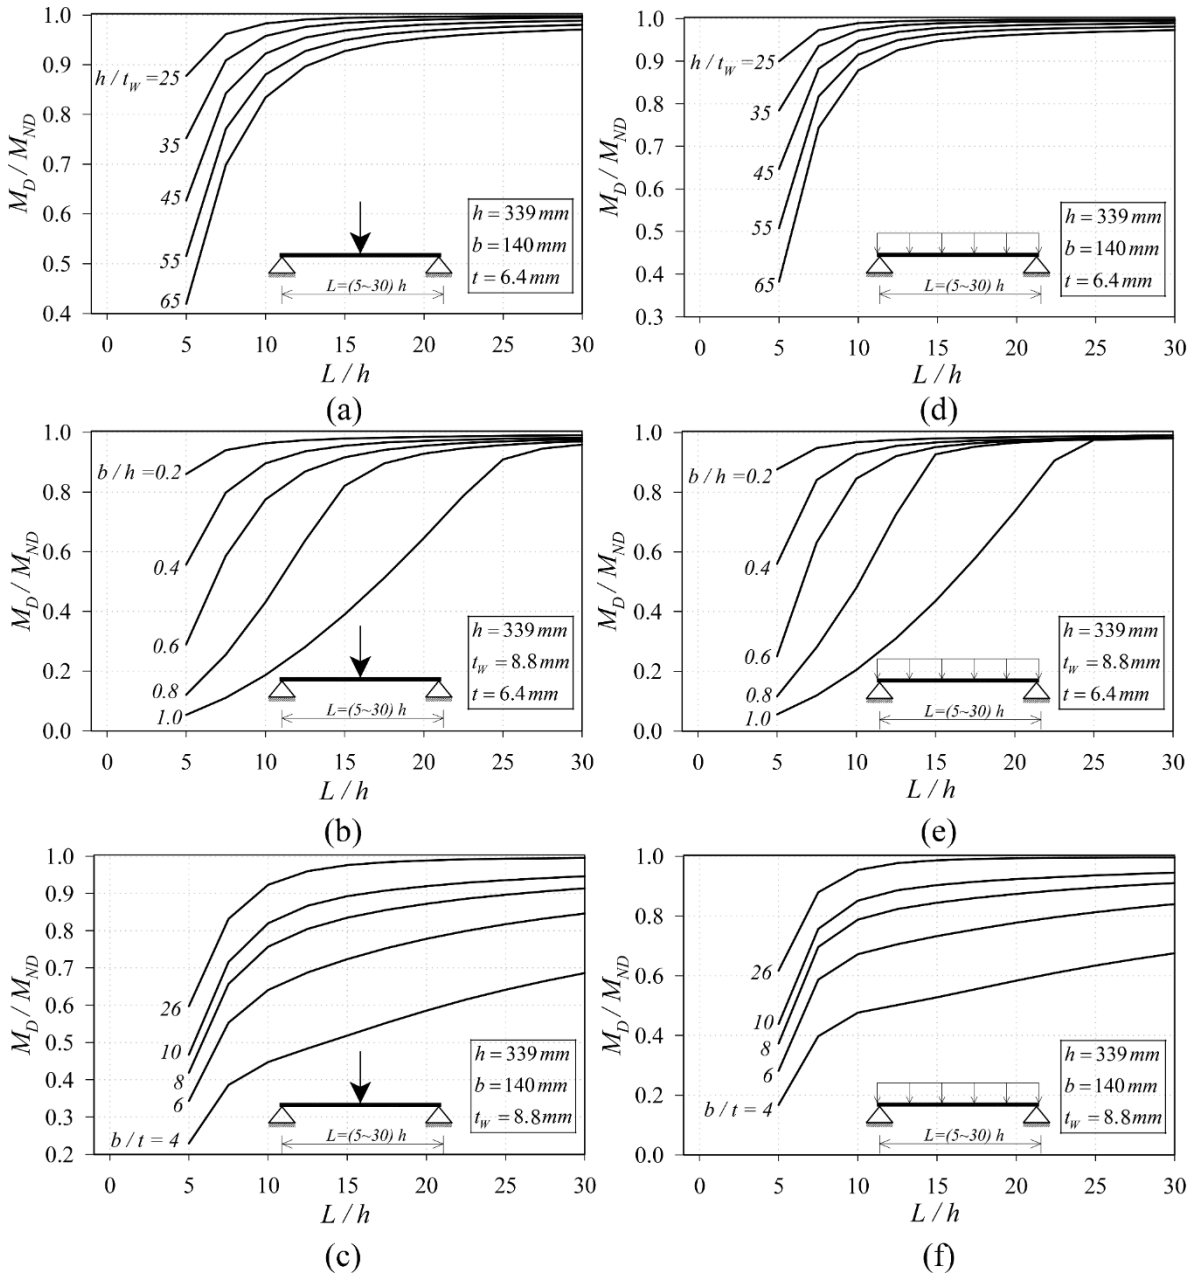 1.0
0.9
0.8
0.7
0.6
0.5
0.4
M_D / M_ND
h / t_W = 25
35
45
55
65
h = 339 mm
b = 140 mm
t = 6.4 mm
L=(5~30) h
0 5 10 15 20 25 30
L / h
(a)
1.0
0.9
0.8
0.7
0.6
0.5
0.4
0.3
M_D / M_ND
h / t_W = 25
35
45
55
65
h = 339 mm
b = 140 mm
t = 6.4 mm
L=(5~30) h
0 5 10 15 20 25 30
L / h
(d)
1.0
0.8
0.6
0.4
0.2
0.0
M_D / M_ND
b / h = 0.2
0.4
0.6
0.8
1.0
h = 339 mm
t_W = 8.8 mm
t = 6.4 mm
L=(5~30) h
0 5 10 15 20 25 30
L / h
(b)
1.0
0.8
0.6
0.4
0.2
0.0
M_D / M_ND
b / h = 0.2
0.4
0.6
0.8
1.0
h = 339 mm
t_W = 8.8 mm
t = 6.4 mm
L=(5~30) h
0 5 10 15 20 25 30
L / h
(e)
1.0
0.9
0.8
0.7
0.6
0.5
0.4
0.3
0.2
M_D / M_ND
26
10
8
6
b / t = 4
h = 339 mm
b = 140 mm
t_W = 8.8 mm
L=(5~30) h
0 5 10 15 20 25 30
L / h
(c)
1.0
0.8
0.6
0.4
0.2
0.0
M_D / M_ND
26
10
8
6
b / t = 4
h = 339 mm
b = 140 mm
t_W = 8.8 mm
L=(5~30) h
0 5 10 15 20 25 30
L / h
(f)